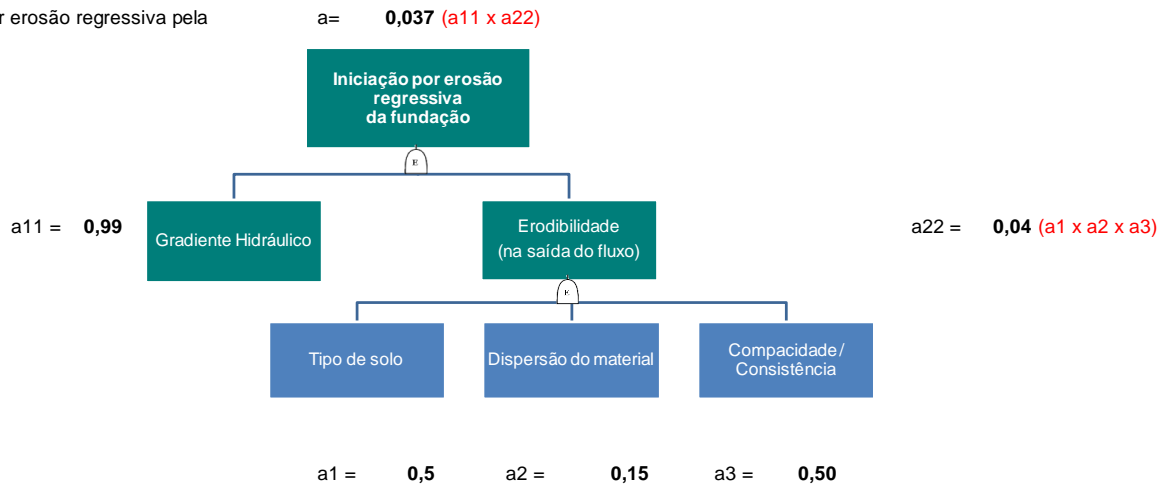 r erosão regressiva pela a= 0,037 (a11 x a22)
Iniciação por erosão
regressiva
da fundação
E
a11 = 0,99
Gradiente Hidráulico
Erodibilidade
(na saída do fluxo)
a22 = 0,04 (a1 x a2 x a3)
E
Tipo de solo
Dispersão do material
Compacidade/
Consistência
a1 = 0,5 a2 = 0,15 a3 = 0,50